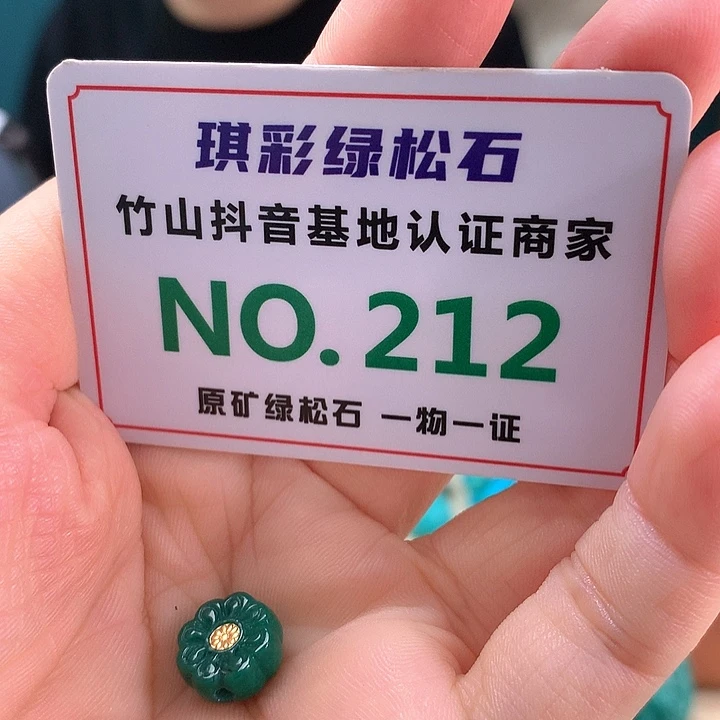 琪彩绿松石
竹山抖音基地认证商家
NO.212
原矿绿松石 一物一证